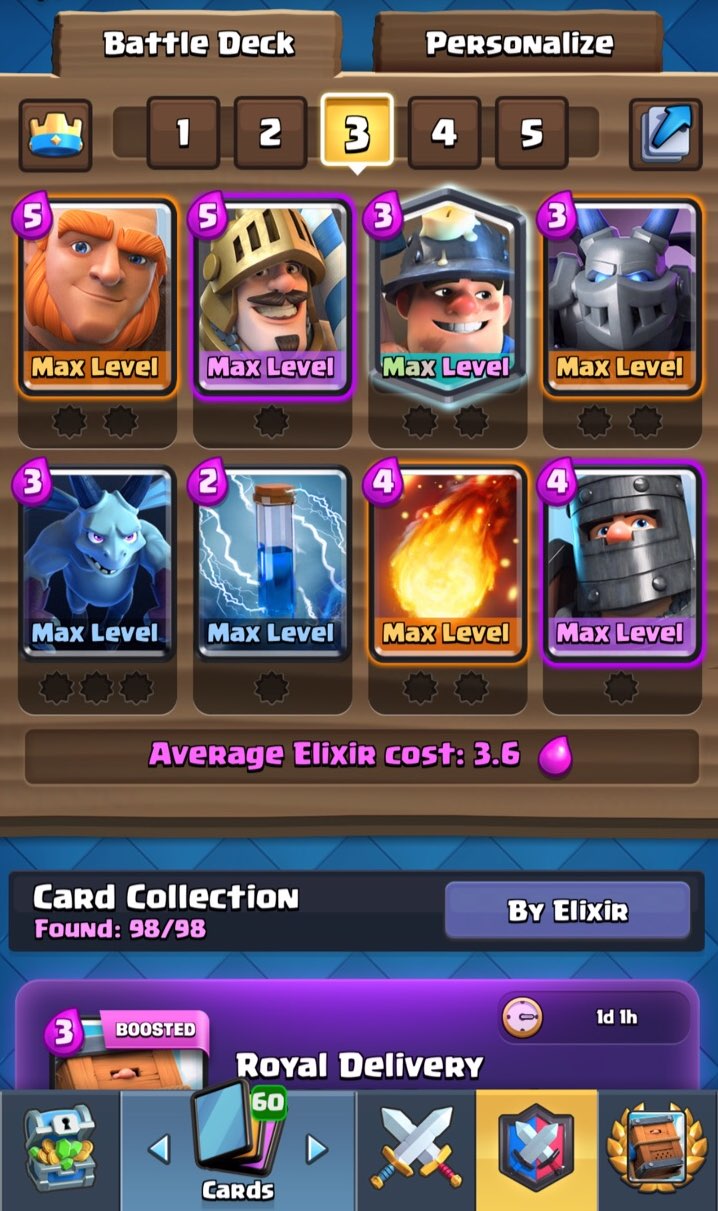 Battle Deck
Personalize
1
2
3
4
5
5
5
3
3
Max Level
Max Level
Max Level
Max Level
3
2
4
4
Max Level
Max Level
Max Level
Max Level
Average Elixir cost: 3.6
Card Collection
Found: 98/98
By Elixir
3
BOOSTED
1d 1h
Royal Delivery
60
Cards